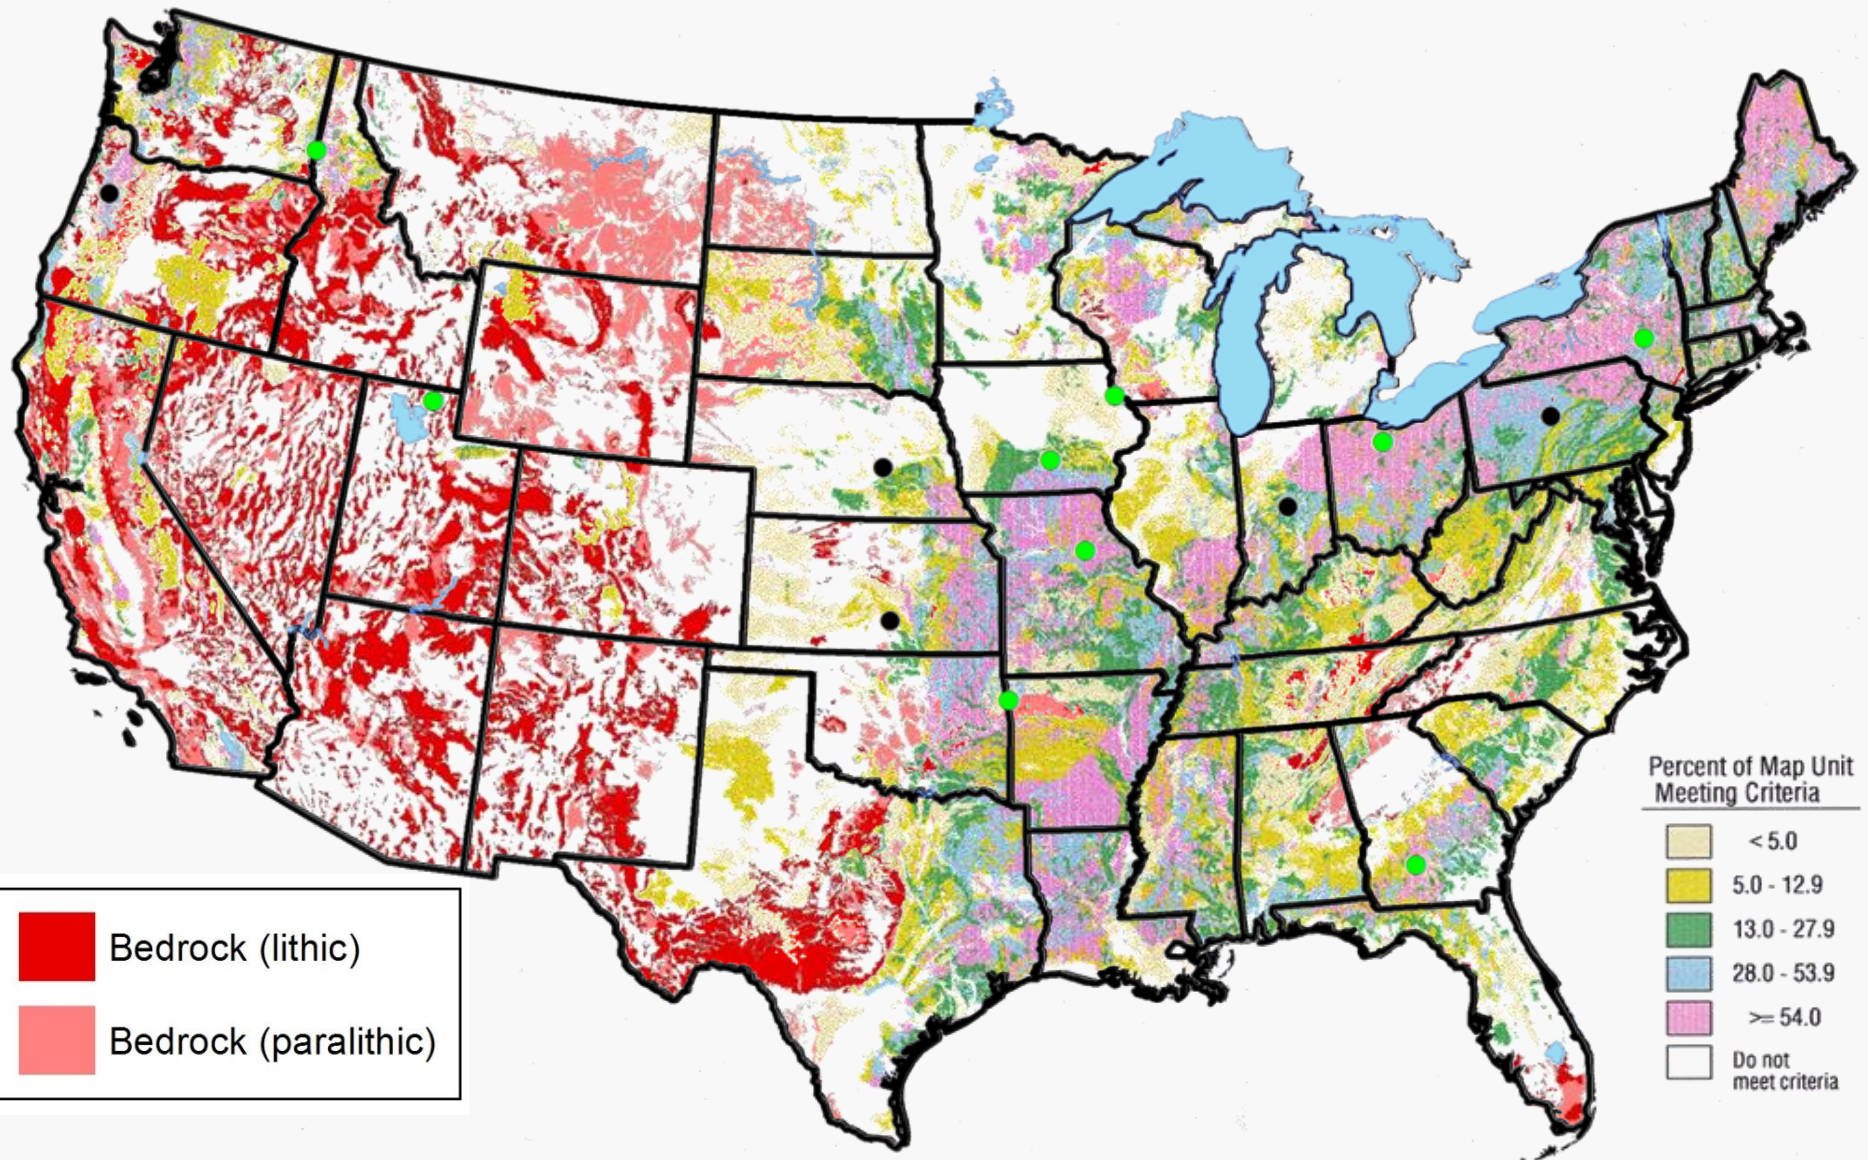 Bedrock (lithic)
Bedrock (paralithic)
Percent of Map Unit
Meeting Criteria
< 5.0
5.0 - 12.9
13.0 - 27.9
28.0 - 53.9
>= 54.0
Do not
meet criteria